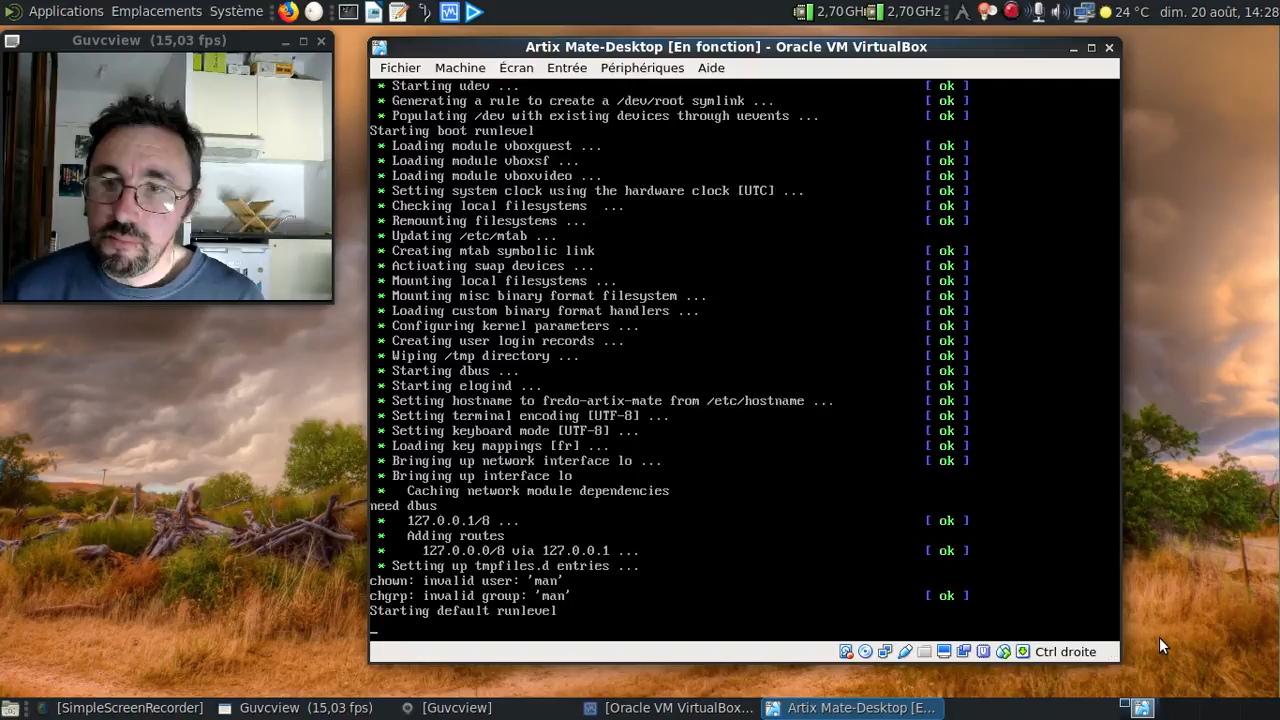 Applications Emplacements Système 2,70 GHz 2,70 GHz 24 °C dim. 20 août, 14:28
Guvcview (15,03 fps)
Artix Mate-Desktop [En fonction] - Oracle VM VirtualBox
Fichier Machine Écran Entrée Périphériques Aide
* Starting udev ... [ ok ]
* Generating a rule to create a /dev/root symlink ... [ ok ]
* Populating /dev with existing devices through uevents ... [ ok ]
Starting boot runlevel
* Loading module vboxguest ... [ ok ]
* Loading module vboxsf ... [ ok ]
* Loading module vboxvideo ... [ ok ]
* Setting system clock using the hardware clock [UTC] ... [ ok ]
* Checking local filesystems ... [ ok ]
* Remounting filesystems ... [ ok ]
* Updating /etc/mtab ... [ ok ]
* Creating mtab symbolic link [ ok ]
* Activating swap devices ... [ ok ]
* Mounting local filesystems ... [ ok ]
* Mounting misc binary format filesystem ... [ ok ]
* Loading custom binary format handlers ... [ ok ]
* Configuring kernel parameters ... [ ok ]
* Creating user login records ... [ ok ]
* Wiping /tmp directory ... [ ok ]
* Starting dbus ... [ ok ]
* Starting elogind ... [ ok ]
* Setting hostname to fredo-artix-mate from /etc/hostname ... [ ok ]
* Setting terminal encoding [UTF-8] ... [ ok ]
* Setting keyboard mode [UTF-8] ... [ ok ]
* Loading key mappings [fr] ... [ ok ]
* Bringing up network interface lo ... [ ok ]
* Bringing up interface lo
* Caching network module dependencies
need dbus
* 127.0.0.1/8 ... [ ok ]
* Adding routes
* 127.0.0.0/8 via 127.0.0.1 ... [ ok ]
* Setting up tmpfiles.d entries ...
chown: invalid user: 'man'
chgrp: invalid group: 'man' [ ok ]
Starting default runlevel
Ctrl droite
[SimpleScreenRecorder] Guvcview (15,03 fps) [Guvcview] [Oracle VM VirtualBox... Artix Mate-Desktop [E...